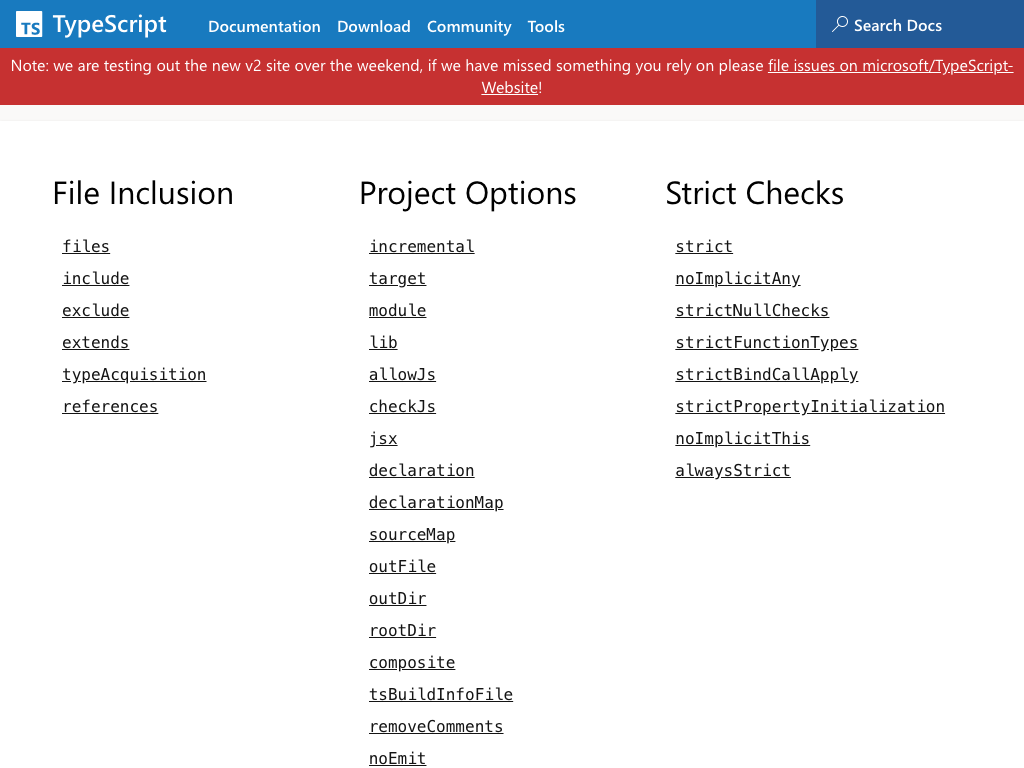 TS TypeScript Documentation Download Community Tools Search Docs
Note: we are testing out the new v2 site over the weekend, if we have missed something you rely on please file issues on microsoft/TypeScript-
Website!
File Inclusion
files
include
exclude
extends
typeAcquisition
references
Project Options
incremental
target
module
lib
allowJs
checkJs
jsx
declaration
declarationMap
sourceMap
outFile
outDir
rootDir
composite
tsBuildInfoFile
removeComments
noEmit
Strict Checks
strict
noImplicitAny
strictNullChecks
strictFunctionTypes
strictBindCallApply
strictPropertyInitialization
noImplicitThis
alwaysStrict